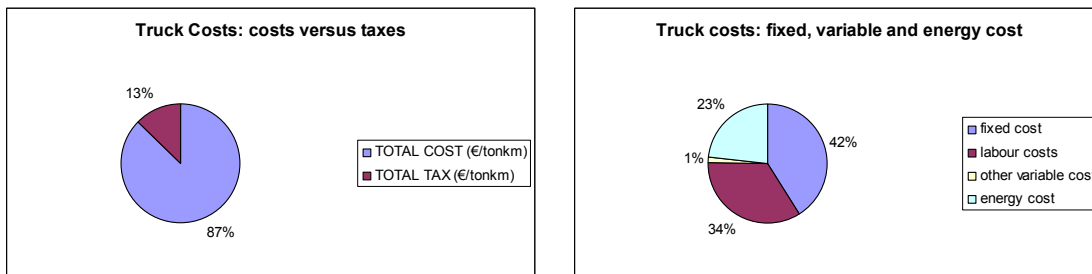 Truck Costs: costs versus taxes
13%
87%
TOTAL COST (€/tonkm)
TOTAL TAX (€/tonkm)
Truck costs: fixed, variable and energy cost
23%
42%
1%
34%
fixed cost
labour costs
other variable cos
energy cost